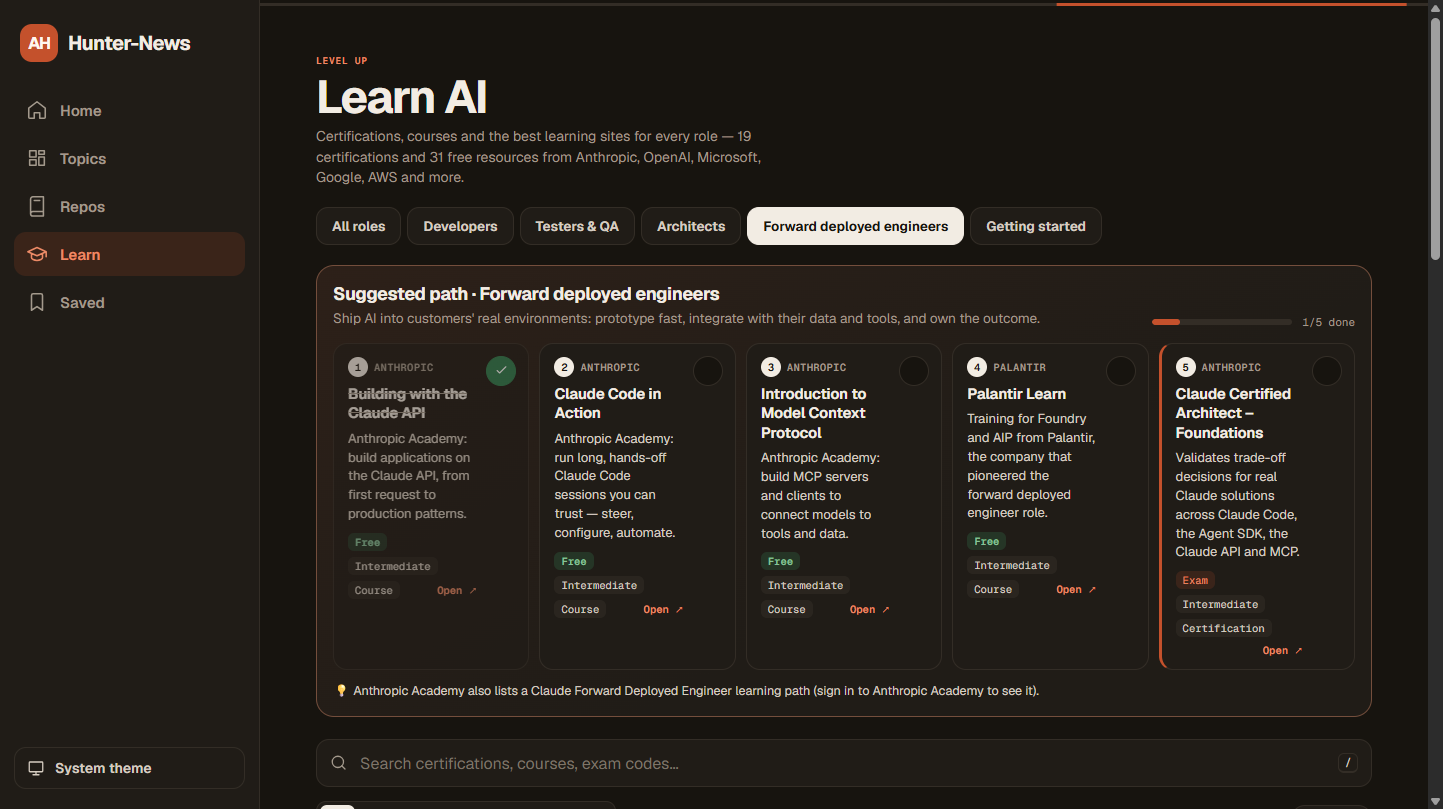 AH Hunter-News
Home
Topics
Repos
Learn
Saved
System theme
LEVEL UP
Learn AI
Certifications, courses and the best learning sites for every role — 19
certifications and 31 free resources from Anthropic, OpenAI, Microsoft,
Google, AWS and more.
All roles
Developers
Testers & QA
Architects
Forward deployed engineers
Getting started
Suggested path · Forward deployed engineers
Ship AI into customers' real environments: prototype fast, integrate with their data and tools, and own the outcome.
1/5 done
1 ANTHROPIC
Building with the
Claude API
Anthropic Academy:
build applications on
the Claude API, from
first request to
production patterns.
Free
Intermediate
Course
Open ↗
2 ANTHROPIC
Claude Code in
Action
Anthropic Academy:
run long, hands-off
Claude Code
sessions you can
trust — steer,
configure, automate.
Free
Intermediate
Course
Open ↗
3 ANTHROPIC
Introduction to
Model Context
Protocol
Anthropic Academy:
build MCP servers
and clients to
connect models to
tools and data.
Free
Intermediate
Course
Open ↗
4 PALANTIR
Palantir Learn
Training for Foundry
and AIP from Palantir,
the company that
pioneered the
forward deployed
engineer role.
Free
Intermediate
Course
Open ↗
5 ANTHROPIC
Claude Certified
Architect –
Foundations
Validates trade-off
decisions for real
Claude solutions
across Claude Code,
the Agent SDK, the
Claude API and MCP.
Exam
Intermediate
Certification
Open ↗
💡 Anthropic Academy also lists a Claude Forward Deployed Engineer learning path (sign in to Anthropic Academy to see it).
Search certifications, courses, exam codes…
/